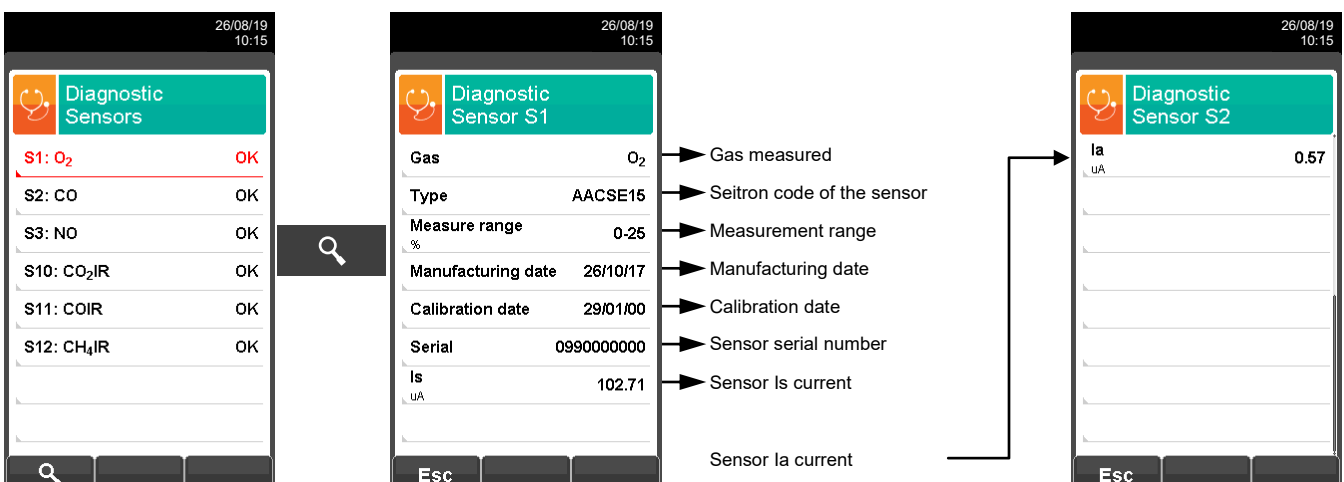 26/08/19
10:15
Diagnostic
Sensors
S1: O₂ OK
S2: CO OK
S3: NO OK
S10: CO₂IR OK
S11: COIR OK
S12: CH₄IR OK
26/08/19
10:15
Diagnostic
Sensor S1
Gas O₂
Type AACSE15
Measure range 0-25
%
Manufacturing date 26/10/17
Calibration date 29/01/00
Serial 0990000000
Is 102.71
uA
Esc
Gas measured
Seitron code of the sensor
Measurement range
Manufacturing date
Calibration date
Sensor serial number
Sensor Is current
Sensor Ia current
26/08/19
10:15
Diagnostic
Sensor S2
Ia 0.57
uA
Esc